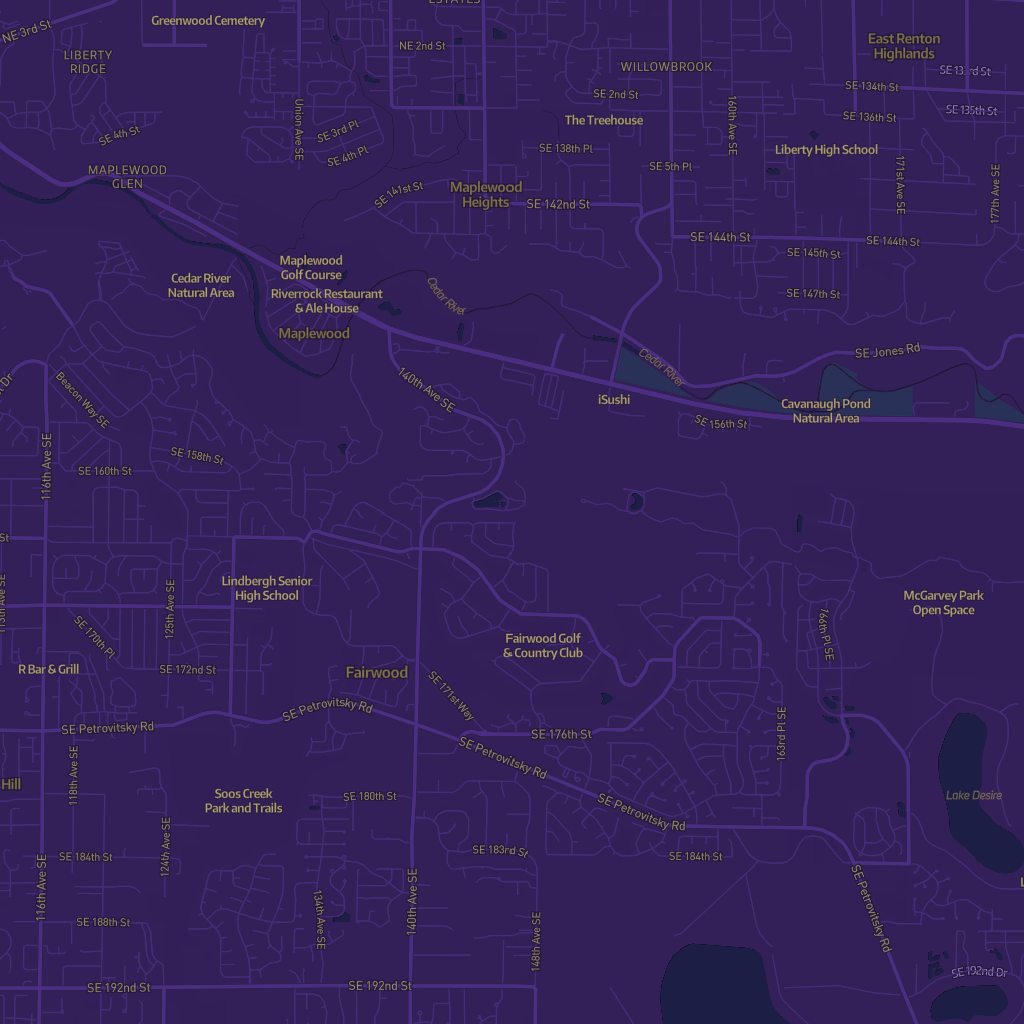 ESTATES
Greenwood Cemetery
NE 3rd St
NE 2nd St
LIBERTY
RIDGE
WILLOWBROOK
East Renton
Highlands
SE 133rd St
SE 134th St
SE 2nd St
SE 135th St
SE 136th St
160th Ave SE
The Treehouse
Union Ave SE
SE 3rd Pl
SE 4th St
SE 4th Pl
SE 138th Pl
Liberty High School
SE 5th Pl
171st Ave SE
177th Ave SE
MAPLEWOOD
GLEN
SE 141st St
Maplewood
Heights
SE 142nd St
SE 144th St
SE 144th St
SE 145th St
Maplewood
Golf Course
Cedar River
Natural Area
Riverrock Restaurant
& Ale House
Cedar River
SE 147th St
Maplewood
SE Jones Rd
Cedar River
140th Ave SE
Beacon Way SE
iSushi
Cavanaugh Pond
Natural Area
SE 156th St
116th Ave SE
SE 158th St
SE 160th St
St
Lindbergh Senior
High School
125th Ave SE
113th Ave SE
McGarvey Park
Open Space
SE 170th Pl
Fairwood Golf
& Country Club
166th Pl SE
R Bar & Grill
SE 172nd St
Fairwood
SE 171st Way
SE Petrovitsky Rd
SE Petrovitsky Rd
SE 176th St
163rd Pl SE
SE Petrovitsky Rd
118th Ave SE
Hill
Soos Creek
Park and Trails
SE 180th St
SE Petrovitsky Rd
Lake Desire
124th Ave SE
SE 183rd St
SE 184th St
SE 184th St
116th Ave SE
SE Petrovitsky Rd
140th Ave SE
134th Ave SE
SE 188th St
148th Ave SE
SE 192nd Dr
SE 192nd St
SE 192nd St